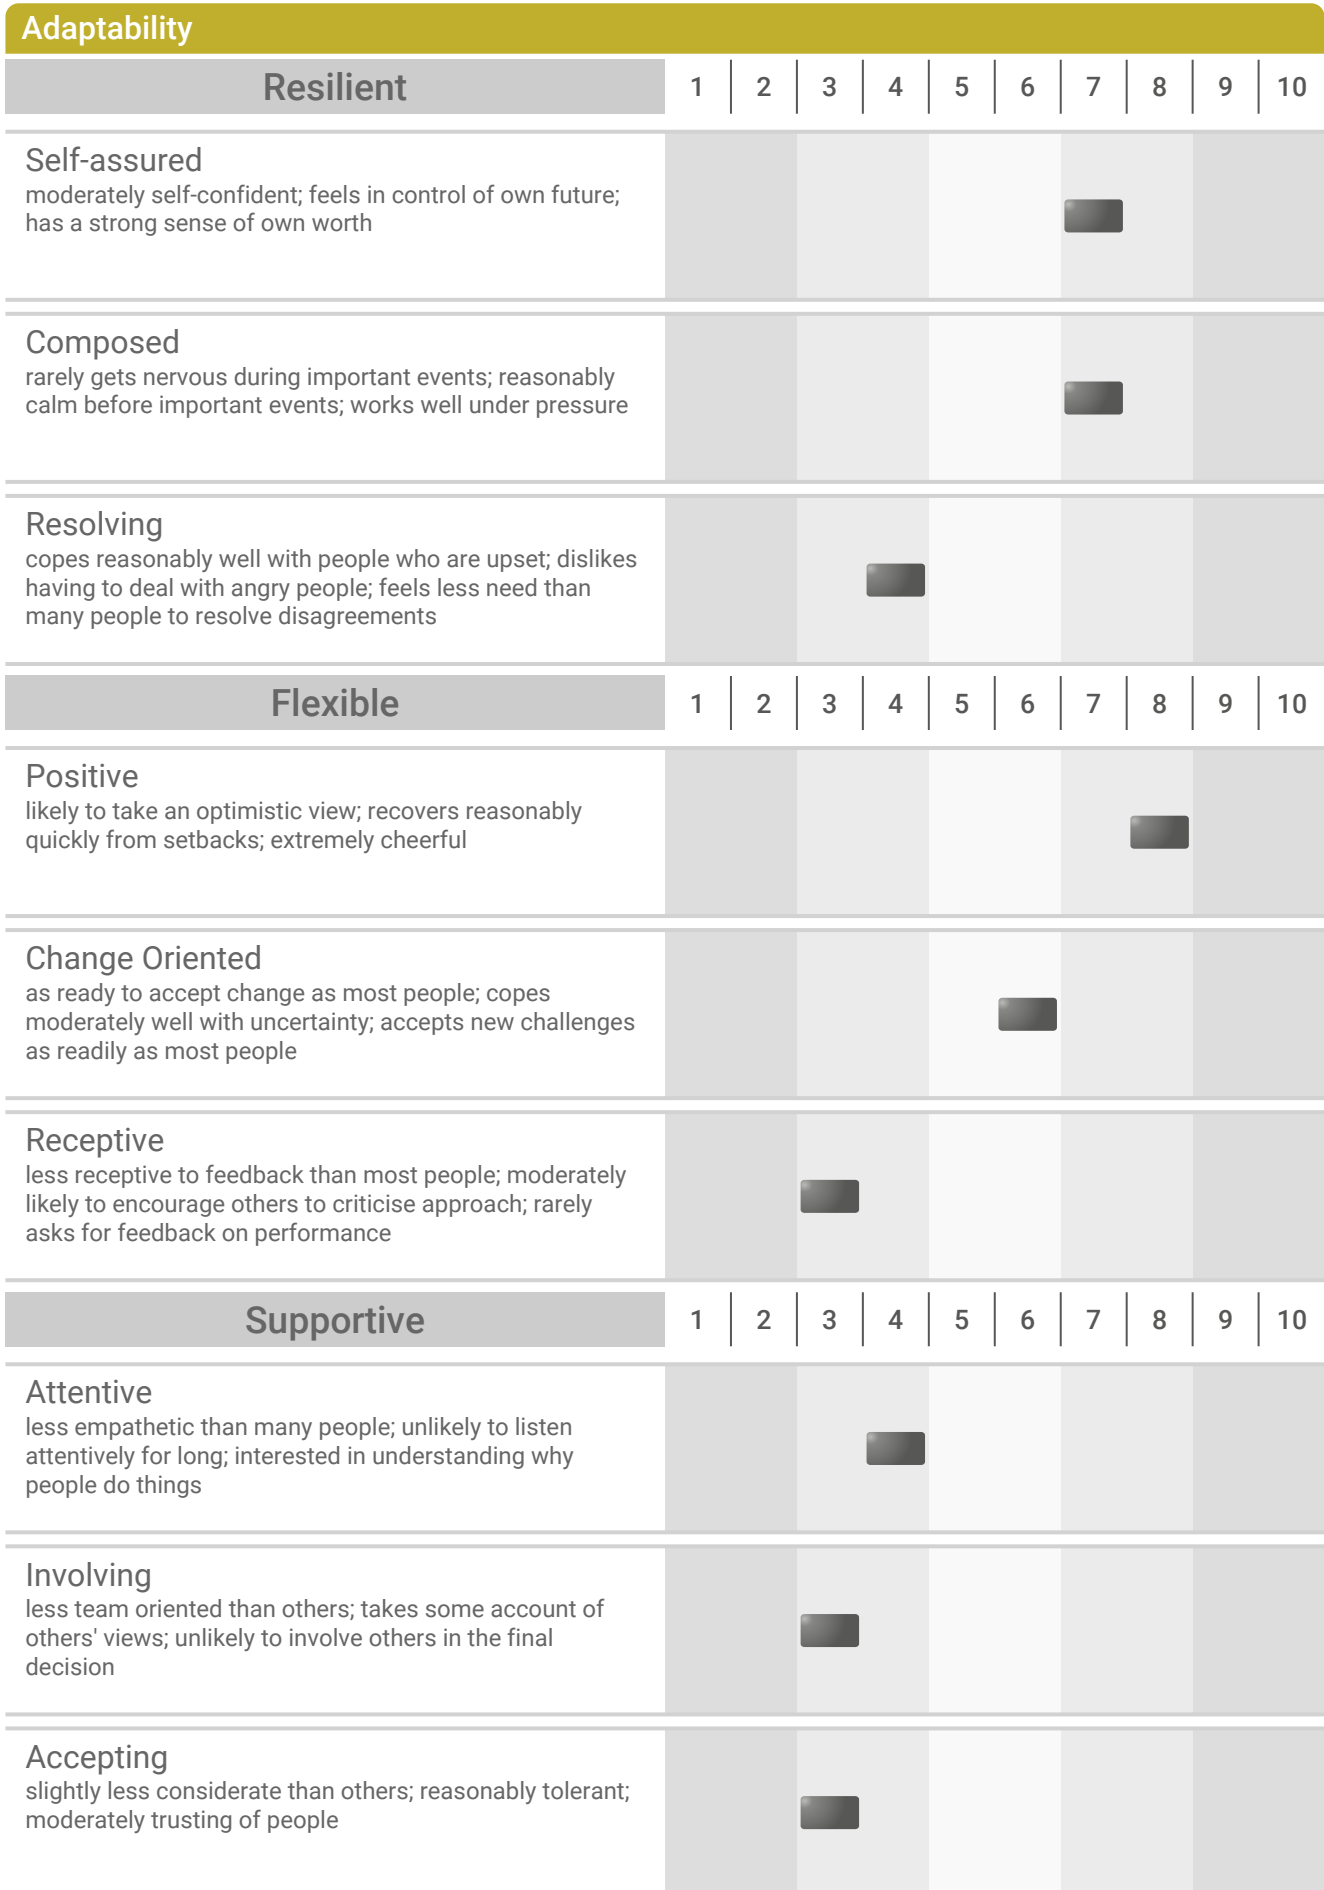 Adaptability
Resilient 1 2 3 4 5 6 7 8 9 10
Self-assured
moderately self-confident; feels in control of own future;
has a strong sense of own worth
Composed
rarely gets nervous during important events; reasonably
calm before important events; works well under pressure
Resolving
copes reasonably well with people who are upset; dislikes
having to deal with angry people; feels less need than
many people to resolve disagreements
Flexible 1 2 3 4 5 6 7 8 9 10
Positive
likely to take an optimistic view; recovers reasonably
quickly from setbacks; extremely cheerful
Change Oriented
as ready to accept change as most people; copes
moderately well with uncertainty; accepts new challenges
as readily as most people
Receptive
less receptive to feedback than most people; moderately
likely to encourage others to criticise approach; rarely
asks for feedback on performance
Supportive 1 2 3 4 5 6 7 8 9 10
Attentive
less empathetic than many people; unlikely to listen
attentively for long; interested in understanding why
people do things
Involving
less team oriented than others; takes some account of
others' views; unlikely to involve others in the final
decision
Accepting
slightly less considerate than others; reasonably tolerant;
moderately trusting of people